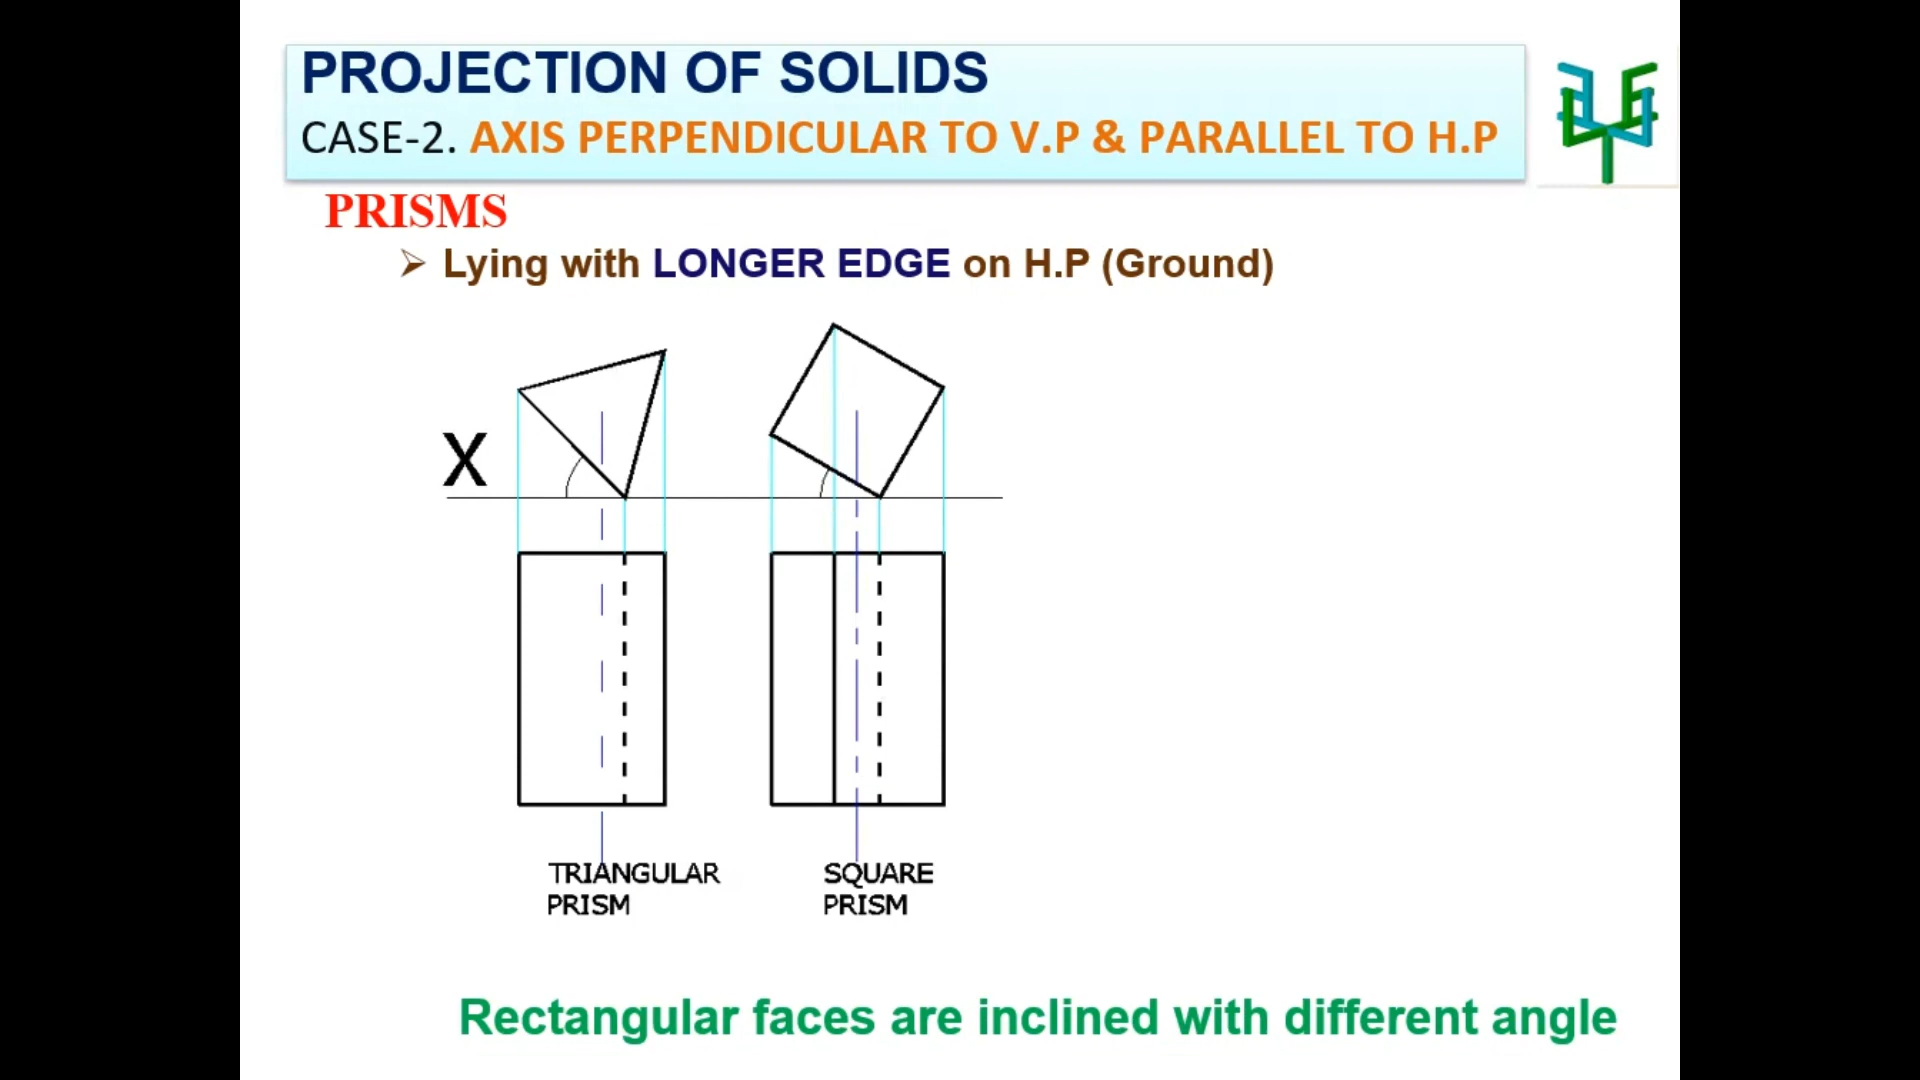 PROJECTION OF SOLIDS
CASE-2. AXIS PERPENDICULAR TO V.P & PARALLEL TO H.P
PRISMS
➢ Lying with LONGER EDGE on H.P (Ground)
X
TRIANGULAR
PRISM
SQUARE
PRISM
Rectangular faces are inclined with different angle